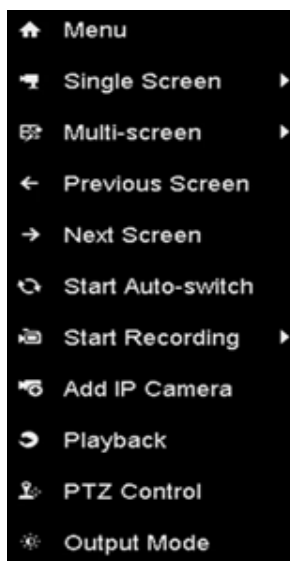 Menu
Single Screen
Multi-screen
Previous Screen
Next Screen
Start Auto-switch
Start Recording
Add IP Camera
Playback
PTZ Control
Output Mode